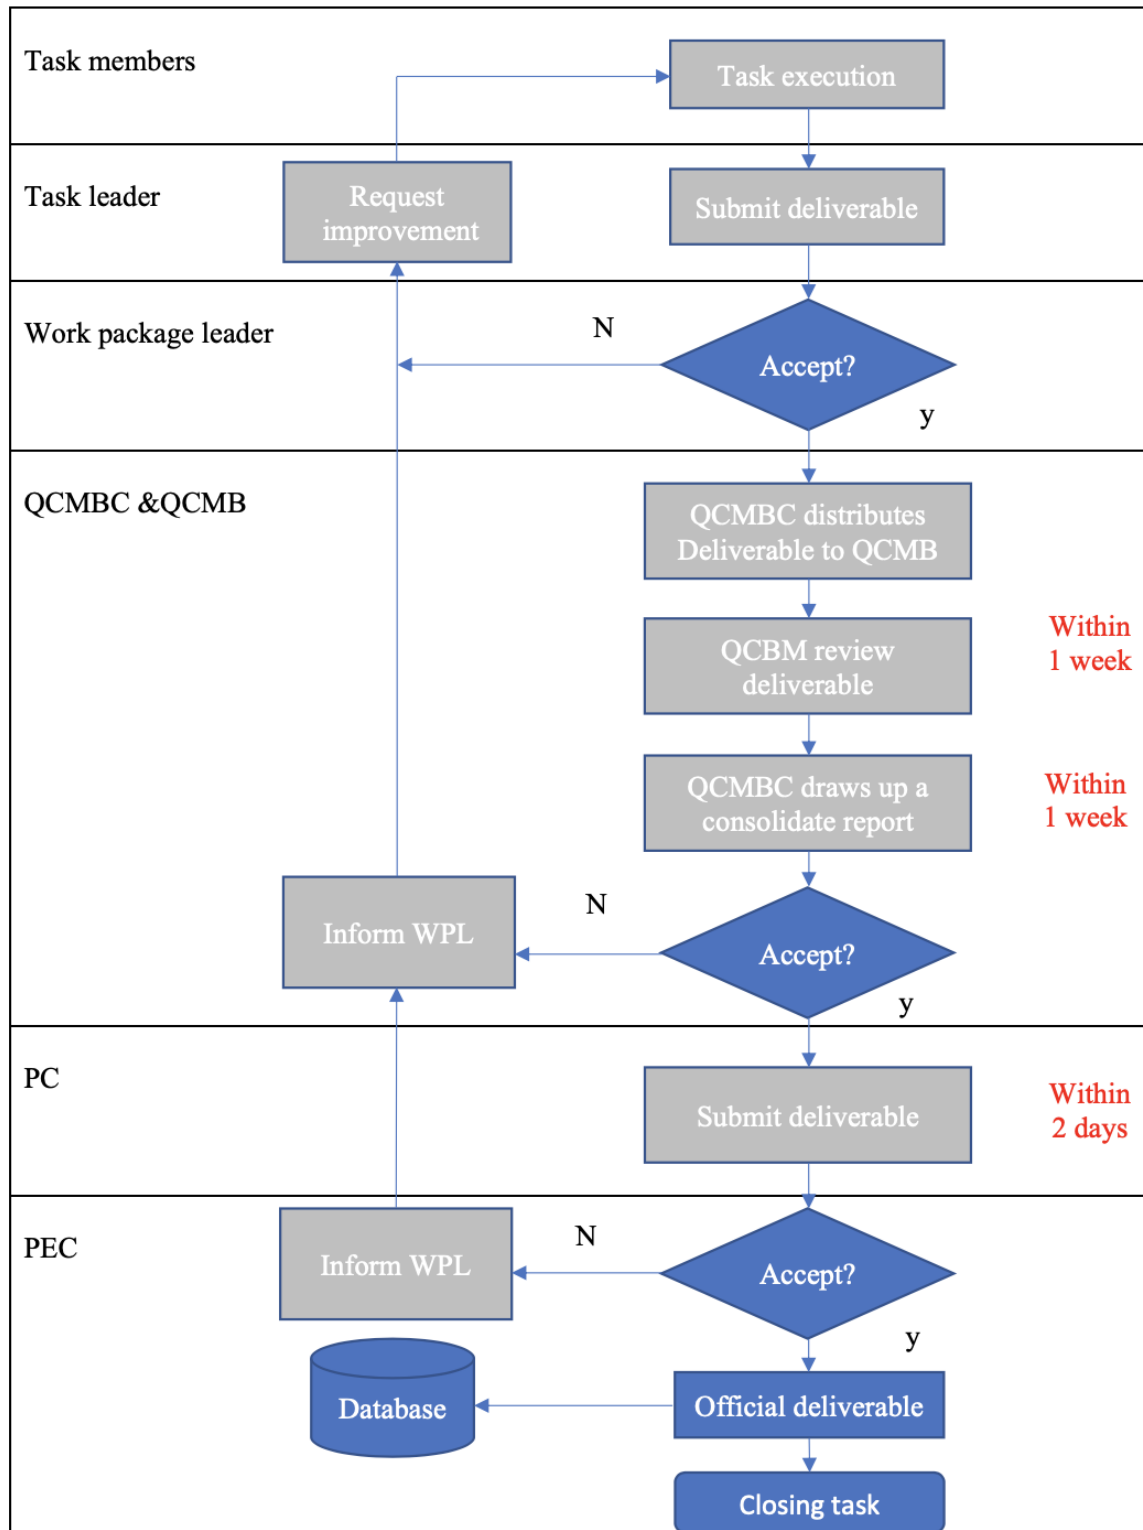 Task members
Task execution
Task leader
Request
improvement
Submit deliverable
Work package leader
N
Accept?
y
QCMBC &QCMB
QCMBC distributes
Deliverable to QCMB
QCBM review
deliverable
Within
1 week
QCMBC draws up a
consolidate report
Within
1 week
Inform WPL
N
Accept?
y
PC
Submit deliverable
Within
2 days
PEC
Inform WPL
N
Accept?
y
Database
Official deliverable
Closing task